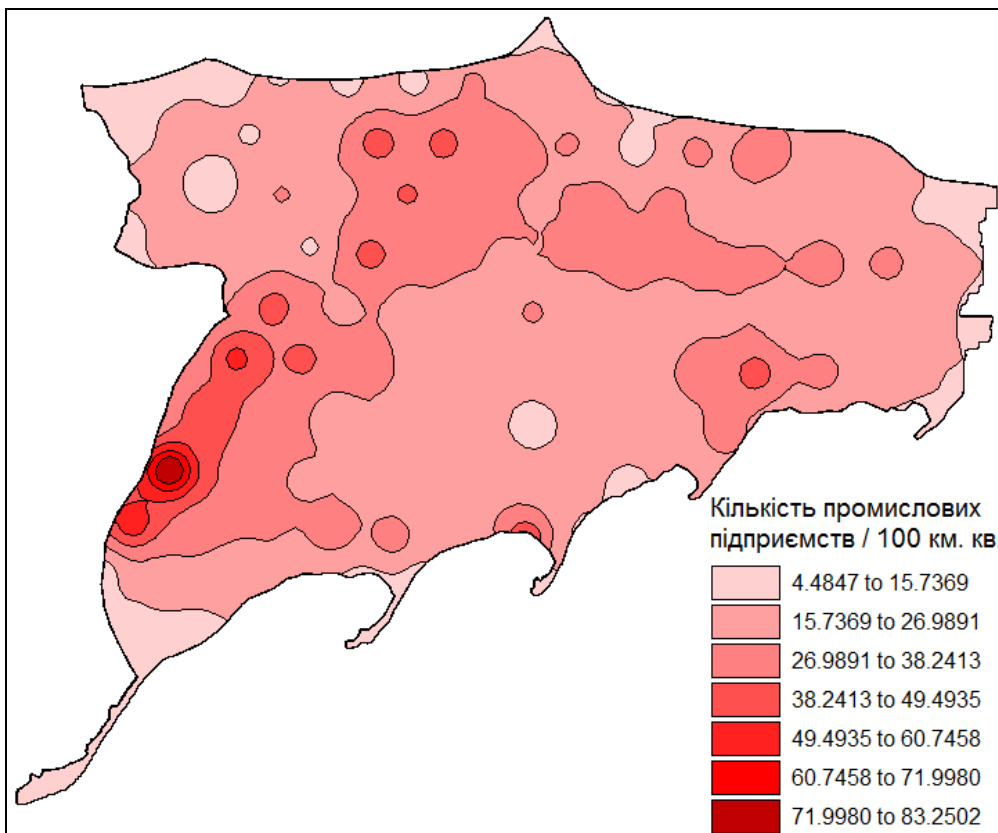 Кількість промислових
підприємств / 100 км. кв
4.4847 to 15.7369
15.7369 to 26.9891
26.9891 to 38.2413
38.2413 to 49.4935
49.4935 to 60.7458
60.7458 to 71.9980
71.9980 to 83.2502